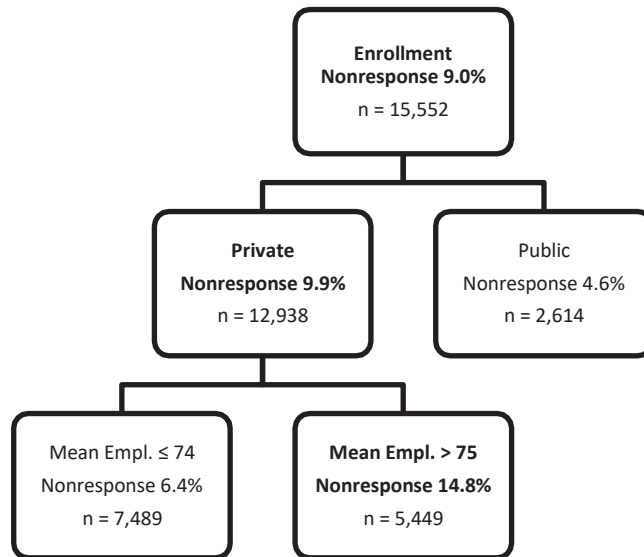 Enrollment
Nonresponse 9.0%
n = 15,552
Private
Nonresponse 9.9%
n = 12,938
Public
Nonresponse 4.6%
n = 2,614
Mean Empl. ≤ 74
Nonresponse 6.4%
n = 7,489
Mean Empl. > 75
Nonresponse 14.8%
n = 5,449